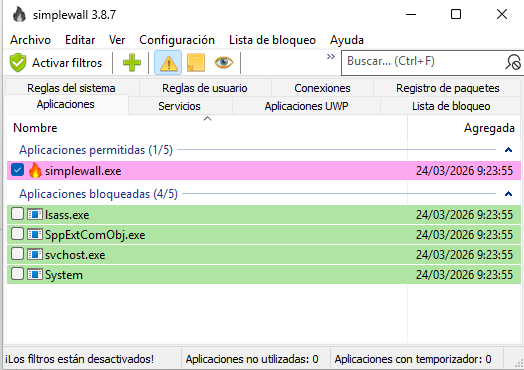 simplewall 3.8.7
Archivo Editar Ver Configuración Lista de bloqueo Ayuda
Activar filtros » Buscar... (Ctrl+F)
Reglas del sistema Reglas de usuario Conexiones Registro de paquetes
Aplicaciones Servicios Aplicaciones UWP Lista de bloqueo
Nombre Agregada
Aplicaciones permitidas (1/5)
simplewall.exe 24/03/2026 9:23:55
Aplicaciones bloqueadas (4/5)
lsass.exe 24/03/2026 9:23:55
SppExtComObj.exe 24/03/2026 9:23:55
svchost.exe 24/03/2026 9:23:55
System 24/03/2026 9:23:55
¡Los filtros están desactivados! Aplicaciones no utilizadas: 0 Aplicaciones con temporizador: 0